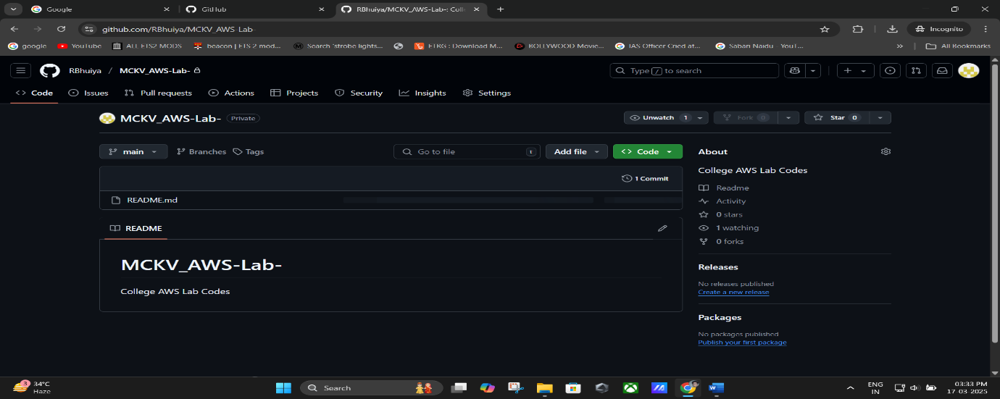 Google
GitHub
RBhuiya/MCKV_AWS-Lab-: Coll
github.com/RBhuiya/MCKV_AWS-Lab-
Incognito
google
YouTube
ALL ETS2 MODS
beacon | ETS 2 mod...
Search 'strobe lights...
ETRG : Download M...
BOLLYWOOD Movie...
IAS Officer Cried at...
Sabari Naidu - YouT...
All Bookmarks
RBhuiya / MCKV_AWS-Lab-
Type / to search
Code
Issues
Pull requests
Actions
Projects
Security
Insights
Settings
MCKV_AWS-Lab-
Private
Unwatch 1
Fork 0
Star 0
main
Branches
Tags
Go to file
t
Add file
Code
1 Commit
README.md
README
MCKV_AWS-Lab-
College AWS Lab Codes
About
College AWS Lab Codes
Readme
Activity
0 stars
1 watching
0 forks
Releases
No releases published
Create a new release
Packages
No packages published
Publish your first package
3
34°C
Haze
Search
ENG
IN
03:33 PM
17-03-2025